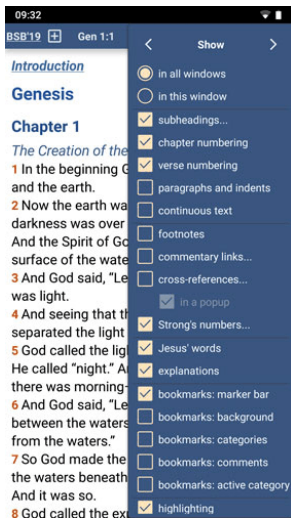 09:32
BSB'19 Gen 1:1
Introduction
Genesis
Chapter 1
The Creation of the
1 In the beginning G
and the earth.
2 Now the earth wa
darkness was over
And the Spirit of Go
surface of the wate
3 And God said, "Le
was light.
4 And seeing that th
separated the light
5 God called the ligh
He called "night." A
there was morning-
6 And God said, "Le
between the waters
from the waters."
7 So God made the
the waters beneath
And it was so.
8 God called the exp
Show
in all windows
in this window
subheadings...
chapter numbering
verse numbering
paragraphs and indents
continuous text
footnotes
commentary links...
cross-references...
in a popup
Strong's numbers...
Jesus' words
explanations
bookmarks: marker bar
bookmarks: background
bookmarks: categories
bookmarks: comments
bookmarks: active category
highlighting